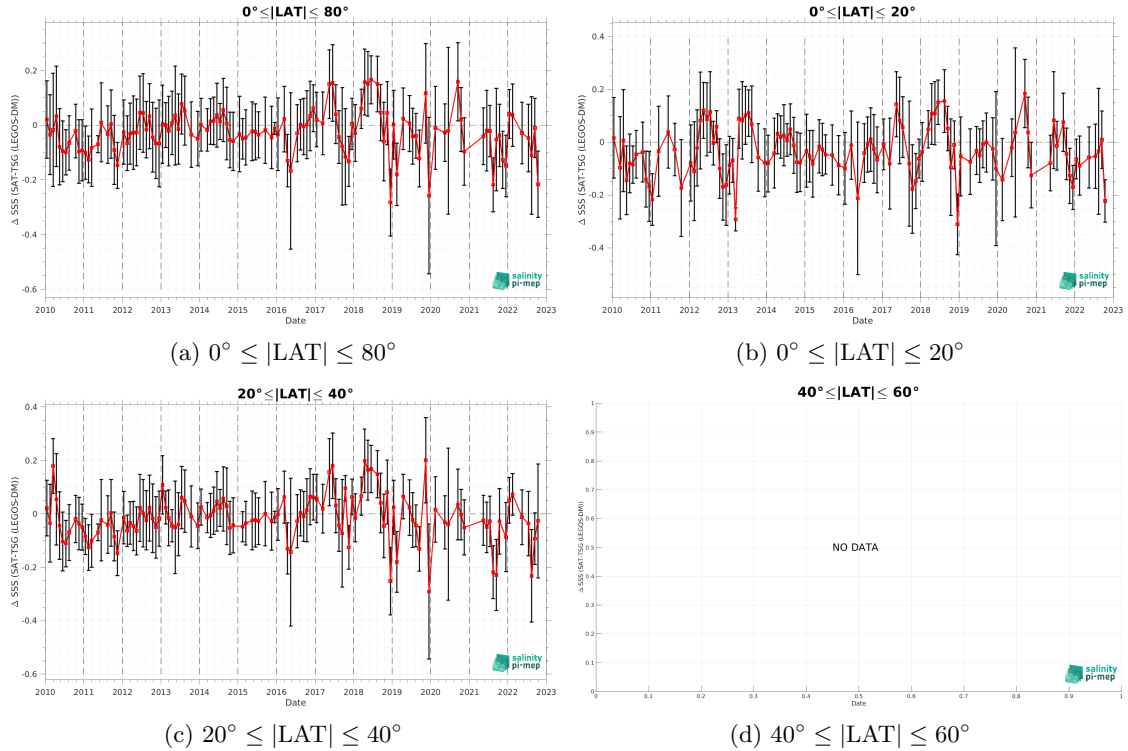 0°≤|LAT|≤ 80°
Δ SSS (SAT-TSG (LEGOS-DM))
0.2
0
-0.2
-0.4
-0.6
2010 2011 2012 2013 2014 2015 2016 2017 2018 2019 2020 2021 2022 2023
Date
salinity
pi-mep
(a) 0° ≤ |LAT| ≤ 80°
0°≤|LAT|≤ 20°
Δ SSS (SAT-TSG (LEGOS-DM))
0.4
0.2
0
-0.2
-0.4
2010 2011 2012 2013 2014 2015 2016 2017 2018 2019 2020 2021 2022 2023
Date
salinity
pi-mep
(b) 0° ≤ |LAT| ≤ 20°
20°≤|LAT|≤ 40°
Δ SSS (SAT-TSG (LEGOS-DM))
0.4
0.2
0
-0.2
-0.4
-0.6
2010 2011 2012 2013 2014 2015 2016 2017 2018 2019 2020 2021 2022 2023
Date
salinity
pi-mep
(c) 20° ≤ |LAT| ≤ 40°
40°≤|LAT|≤ 60°
Δ SSS (SAT-TSG (LEGOS-DM))
1
0.9
0.8
0.7
0.6
0.5
0.4
0.3
0.2
0.1
0
NO DATA
0 0.1 0.2 0.3 0.4 0.5 0.6 0.7 0.8 0.9 1
Date
salinity
pi-mep
(d) 40° ≤ |LAT| ≤ 60°